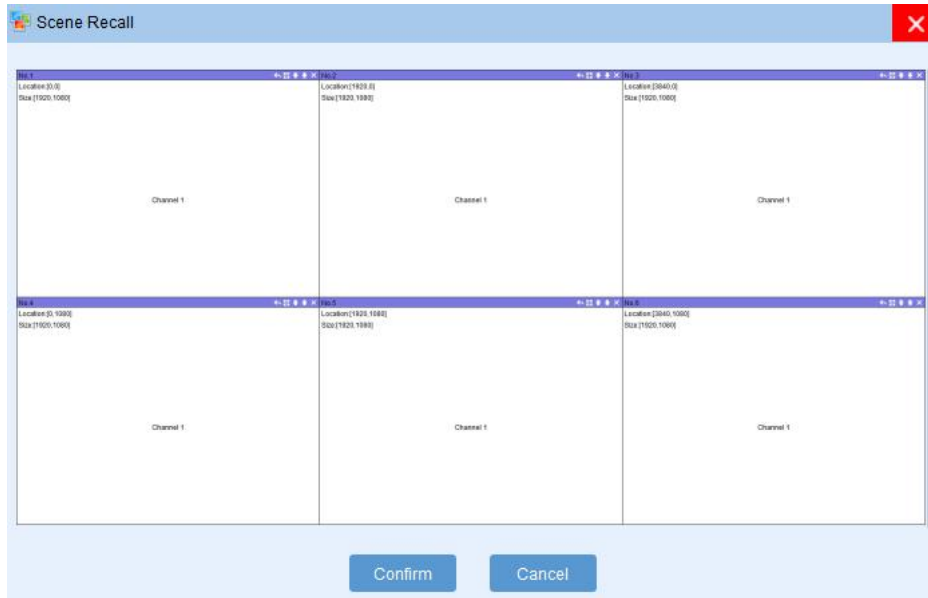 Scene Recall
No.1
Location:[0,0]
Size:[1920,1080]
Channel 1
No.2
Location:[1920,0]
Size:[1920,1080]
Channel 1
No.3
Location:[3840,0]
Size:[1920,1080]
Channel 1
No.4
Location:[0,1080]
Size:[1920,1080]
Channel 1
No.5
Location:[1920,1080]
Size:[1920,1080]
Channel 1
No.6
Location:[3840,1080]
Size:[1920,1080]
Channel 1
Confirm
Cancel